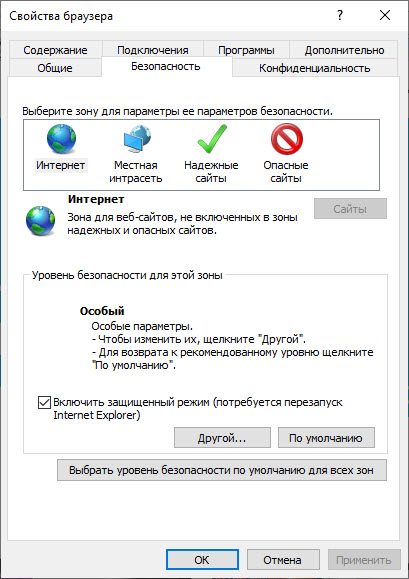 Свойства браузера
Содержание Подключения Программы Дополнительно
Общие Безопасность Конфиденциальность
Выберите зону для параметры ее параметров безопасности.
Интернет Местная интрасеть Надежные сайты Опасные сайты
Интернет
Зона для веб-сайтов, не включенных в зоны
надежных и опасных сайтов.
Сайты
Уровень безопасности для этой зоны
Особый
Особые параметры.
- Чтобы изменить их, щелкните "Другой".
- Для возврата к рекомендованному уровню щелкните
"По умолчанию".
Включить защищенный режим (потребуется перезапуск
Internet Explorer)
Другой... По умолчанию
Выбрать уровень безопасности по умолчанию для всех зон
ОК Отмена Применить